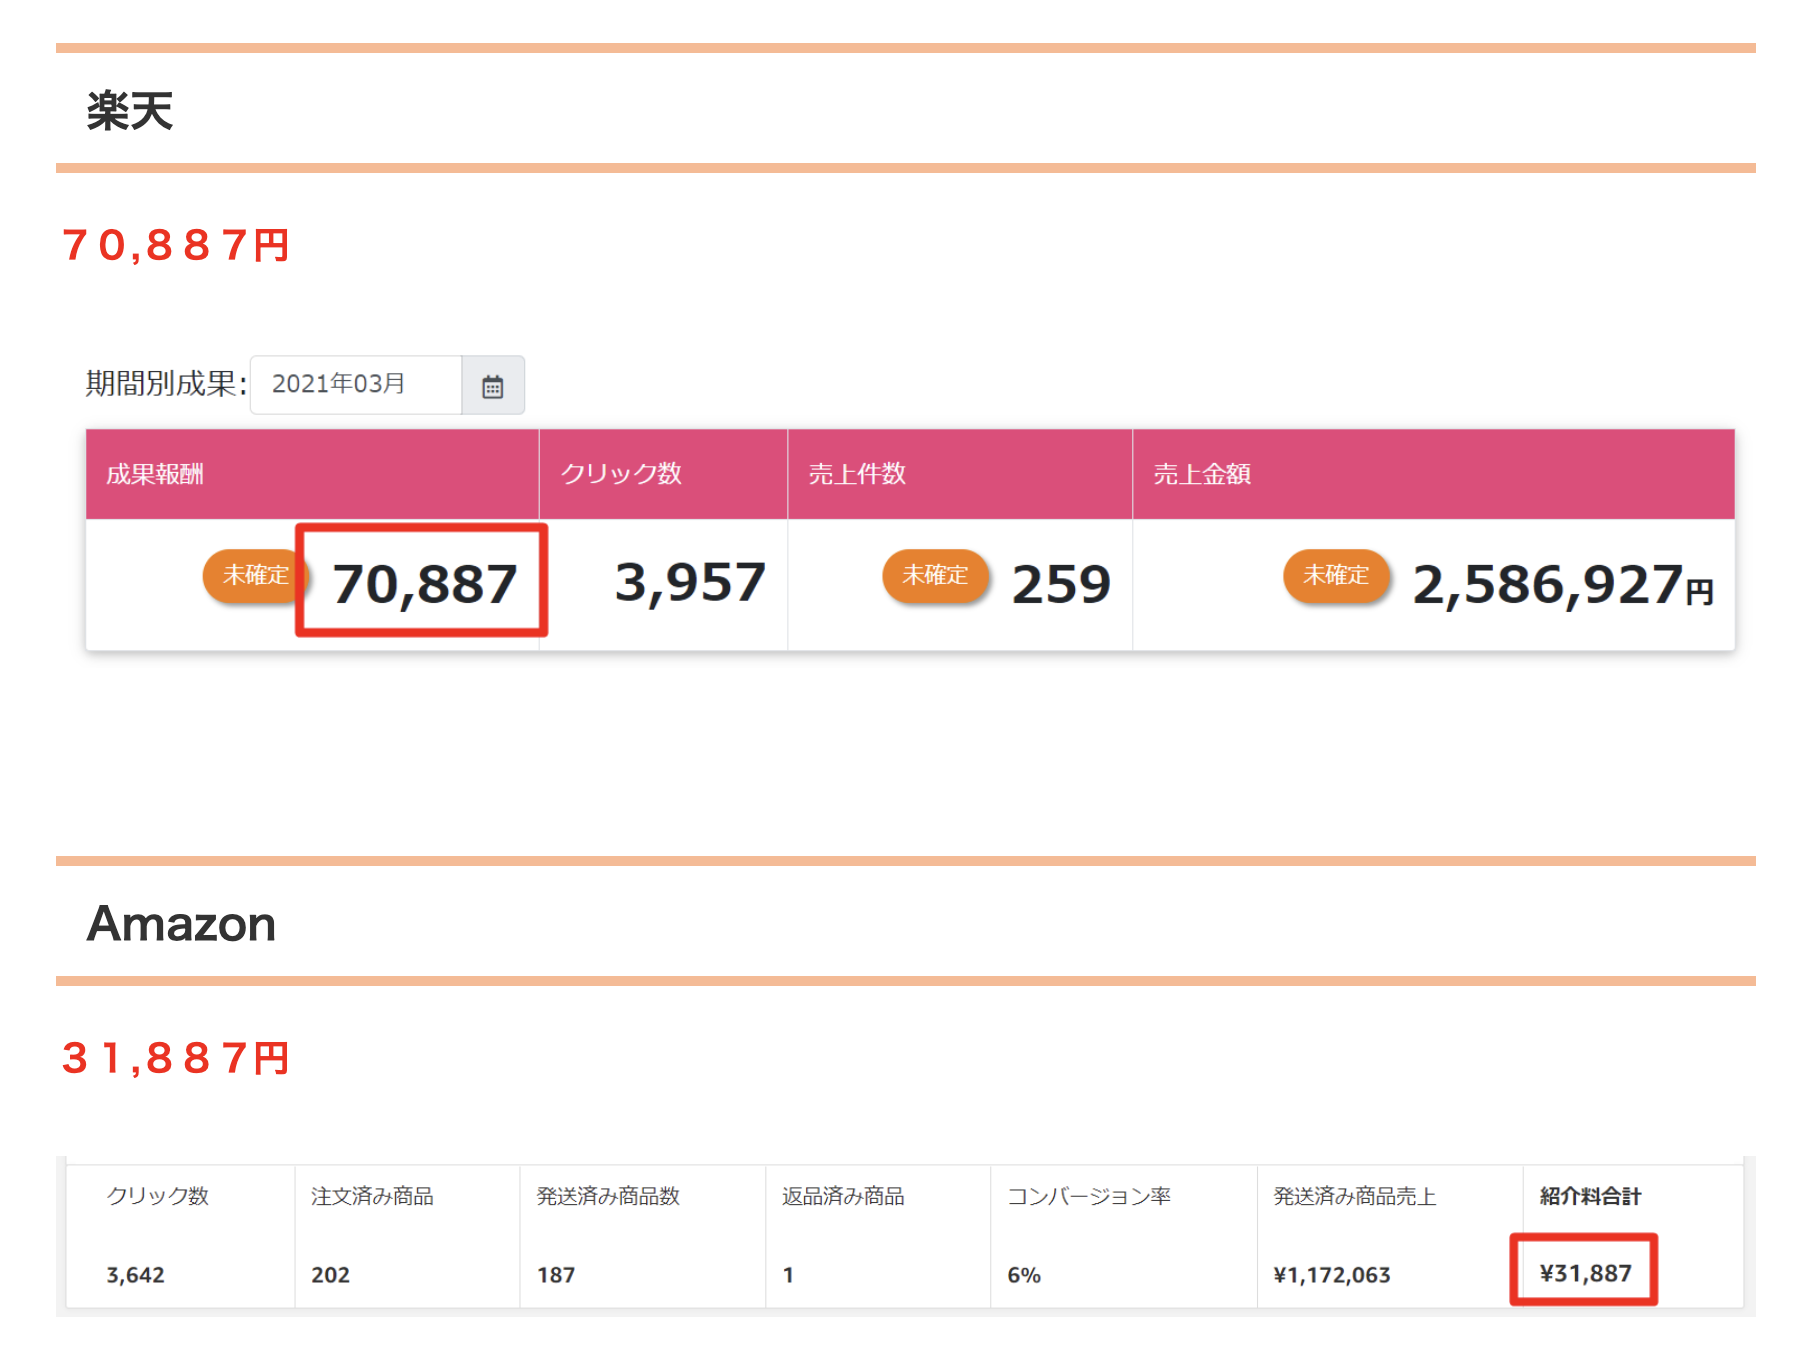 楽天
７０,８８７円
期間別成果: 2021年03月
成果報酬 クリック数 売上件数 売上金額
未確定 70,887 3,957 未確定 259 未確定 2,586,927円
Amazon
３１,８８７円
クリック数 注文済み商品 発送済み商品数 返品済み商品 コンバージョン率 発送済み商品売上 紹介料合計
3,642 202 187 1 6% ¥1,172,063 ¥31,887